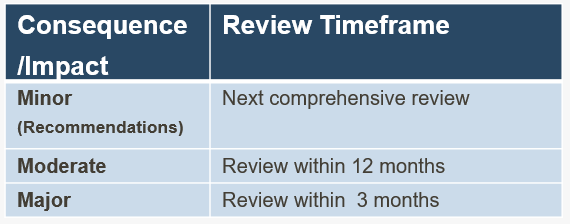 Consequence Review Timeframe
/Impact
Minor Next comprehensive review
(Recommendations)
Moderate Review within 12 months
Major Review within  3 months